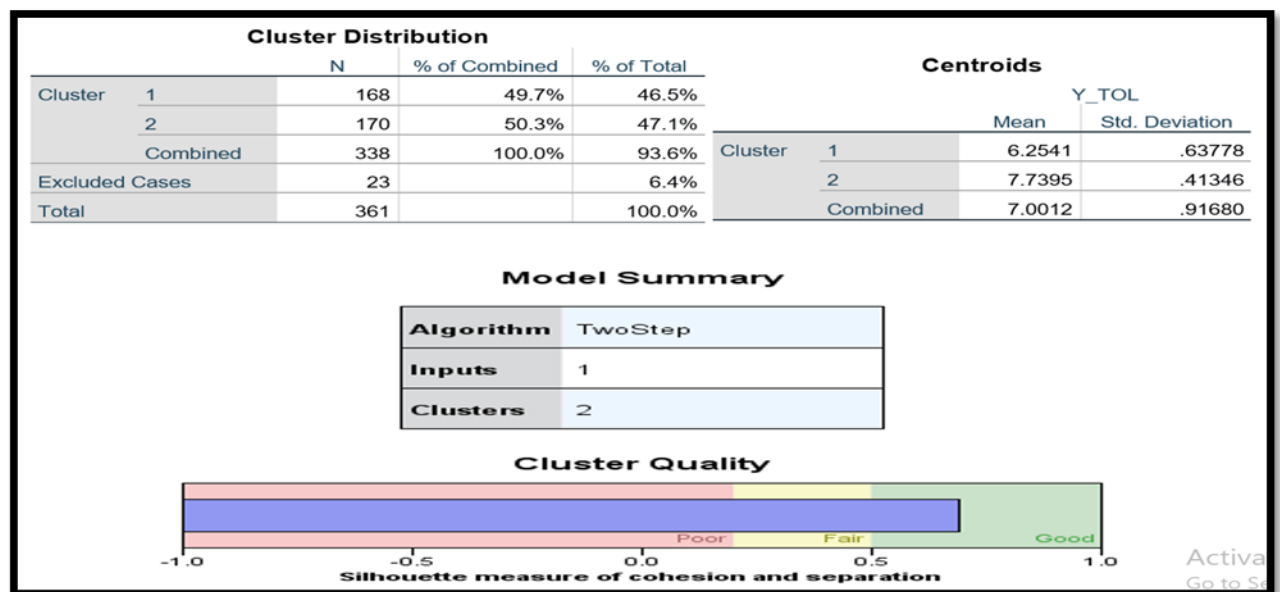 Cluster Distribution
N % of Combined % of Total
Cluster 1 168 49.7% 46.5%
2 170 50.3% 47.1%
Combined 338 100.0% 93.6%
Excluded Cases 23 6.4%
Total 361 100.0%
Centroids
Y_TOL
Mean Std. Deviation
Cluster 1 6.2541 .63778
2 7.7395 .41346
Combined 7.0012 .91680
Model Summary
Algorithm TwoStep
Inputs 1
Clusters 2
Cluster Quality
Poor Fair Good
-1.0 -0.5 0.0 0.5 1.0
Silhouette measure of cohesion and separation
Activa
Go to Se